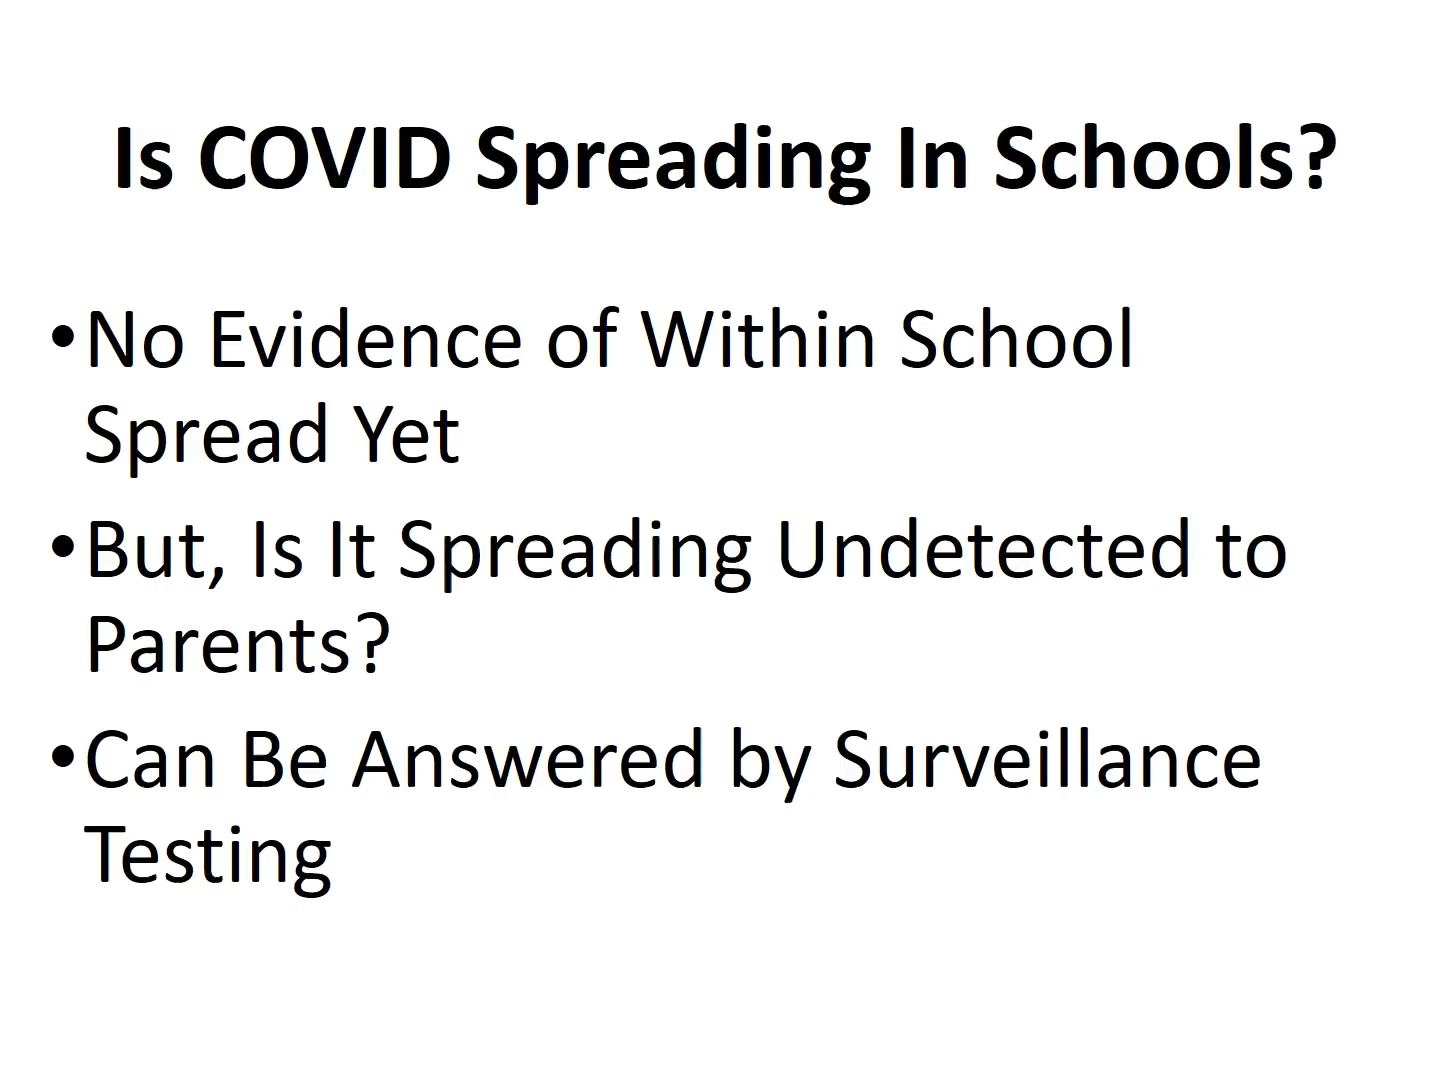 Is COVID Spreading In Schools?
•No Evidence of Within School
Spread Yet
•But, Is It Spreading Undetected to
Parents?
•Can Be Answered by Surveillance
Testing